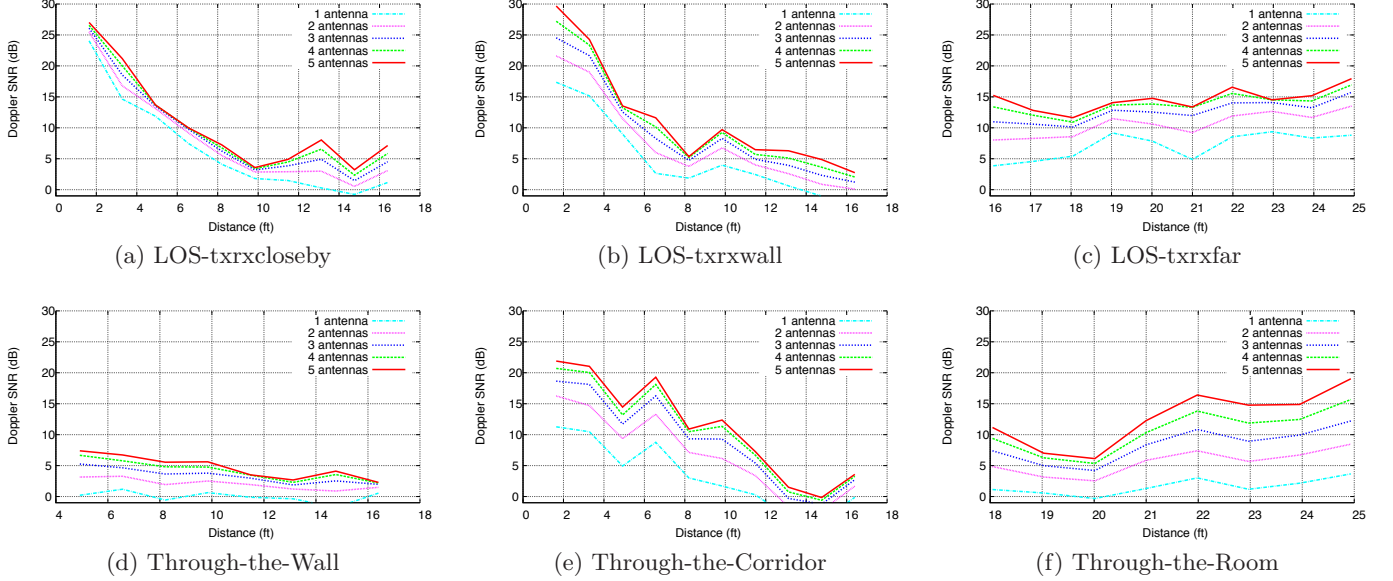 30
25
20
15
10
5
0
Doppler SNR (dB)
1 antenna
2 antennas
3 antennas
4 antennas
5 antennas
0 2 4 6 8 10 12 14 16 18
Distance (ft)
(a) LOS-txrxcloseby
30
25
20
15
10
5
0
Doppler SNR (dB)
1 antenna
2 antennas
3 antennas
4 antennas
5 antennas
0 2 4 6 8 10 12 14 16 18
Distance (ft)
(b) LOS-txrxwall
30
25
20
15
10
5
0
Doppler SNR (dB)
1 antenna
2 antennas
3 antennas
4 antennas
5 antennas
16 17 18 19 20 21 22 23 24 25
Distance (ft)
(c) LOS-txrxfar
30
25
20
15
10
5
0
Doppler SNR (dB)
1 antenna
2 antennas
3 antennas
4 antennas
5 antennas
4 6 8 10 12 14 16 18
Distance (ft)
(d) Through-the-Wall
30
25
20
15
10
5
0
Doppler SNR (dB)
1 antenna
2 antennas
3 antennas
4 antennas
5 antennas
0 2 4 6 8 10 12 14 16 18
Distance (ft)
(e) Through-the-Corridor
30
25
20
15
10
5
0
Doppler SNR (dB)
1 antenna
2 antennas
3 antennas
4 antennas
5 antennas
18 19 20 21 22 23 24 25
Distance (ft)
(f) Through-the-Room